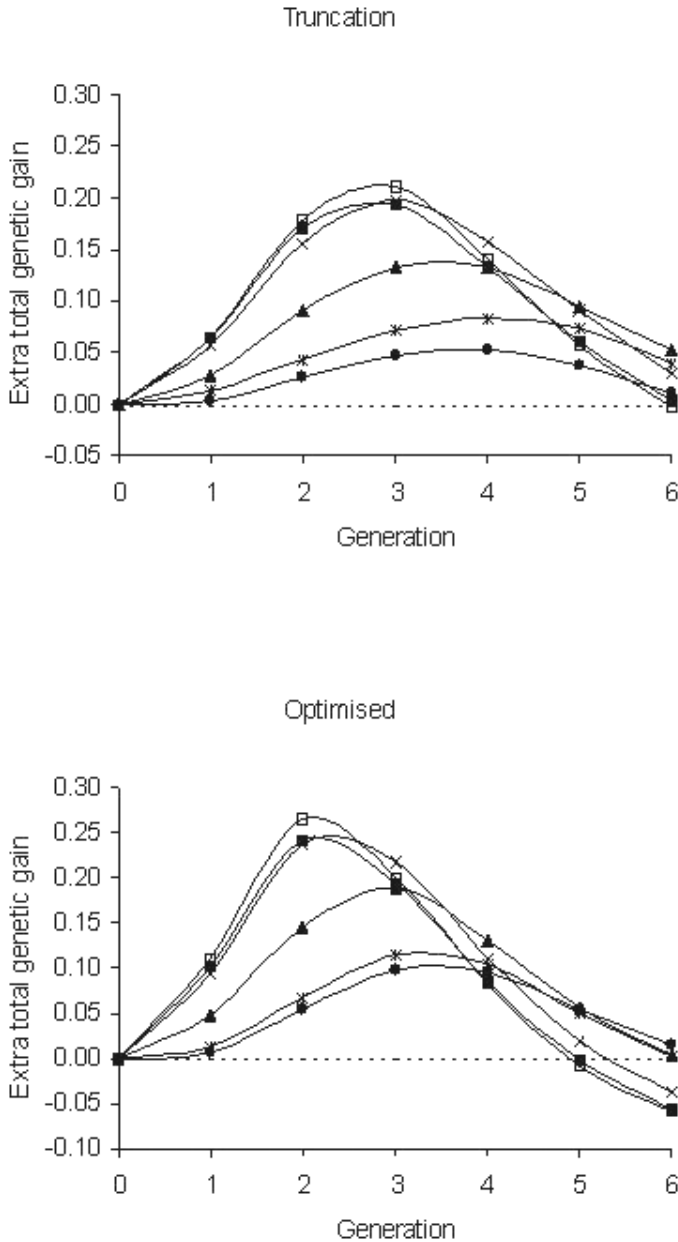 Truncation
Extra total genetic gain
0.30
0.25
0.20
0.15
0.10
0.05
0.00
-0.05
0 1 2 3 4 5 6
Generation
Optimised
Extra total genetic gain
0.30
0.25
0.20
0.15
0.10
0.05
0.00
-0.05
-0.10
0 1 2 3 4 5 6
Generation